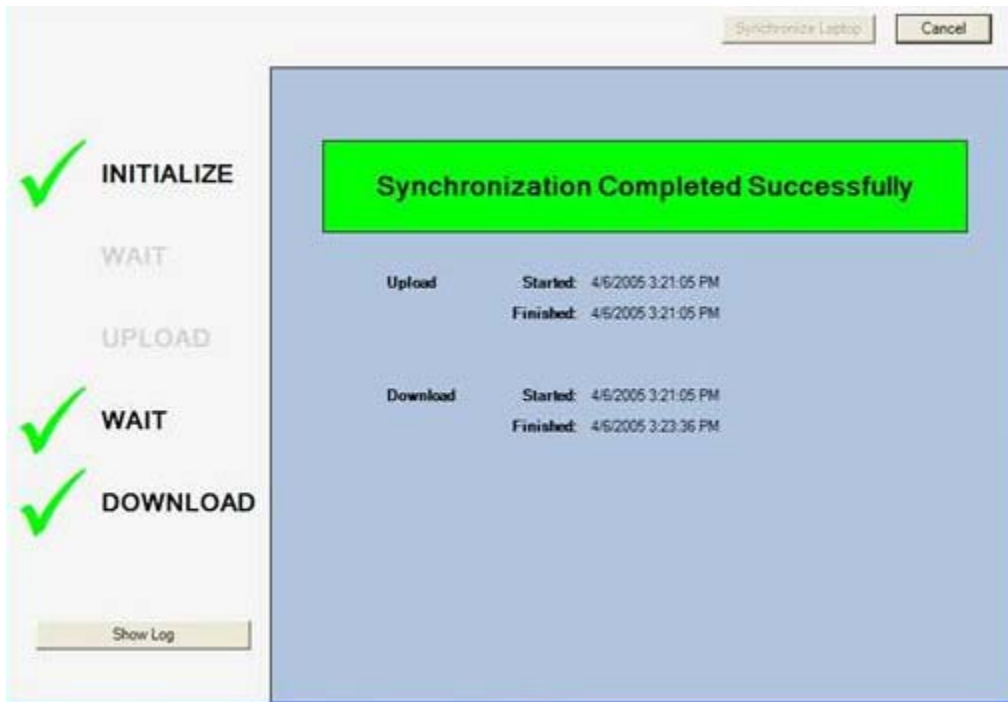 Synchronize Laptop
Cancel
INITIALIZE
WAIT
UPLOAD
WAIT
DOWNLOAD
Show Log
Synchronization Completed Successfully
Upload Started: 4/6/2005 3:21:05 PM
Finished: 4/6/2005 3:21:05 PM
Download Started: 4/6/2005 3:21:05 PM
Finished: 4/6/2005 3:23:36 PM